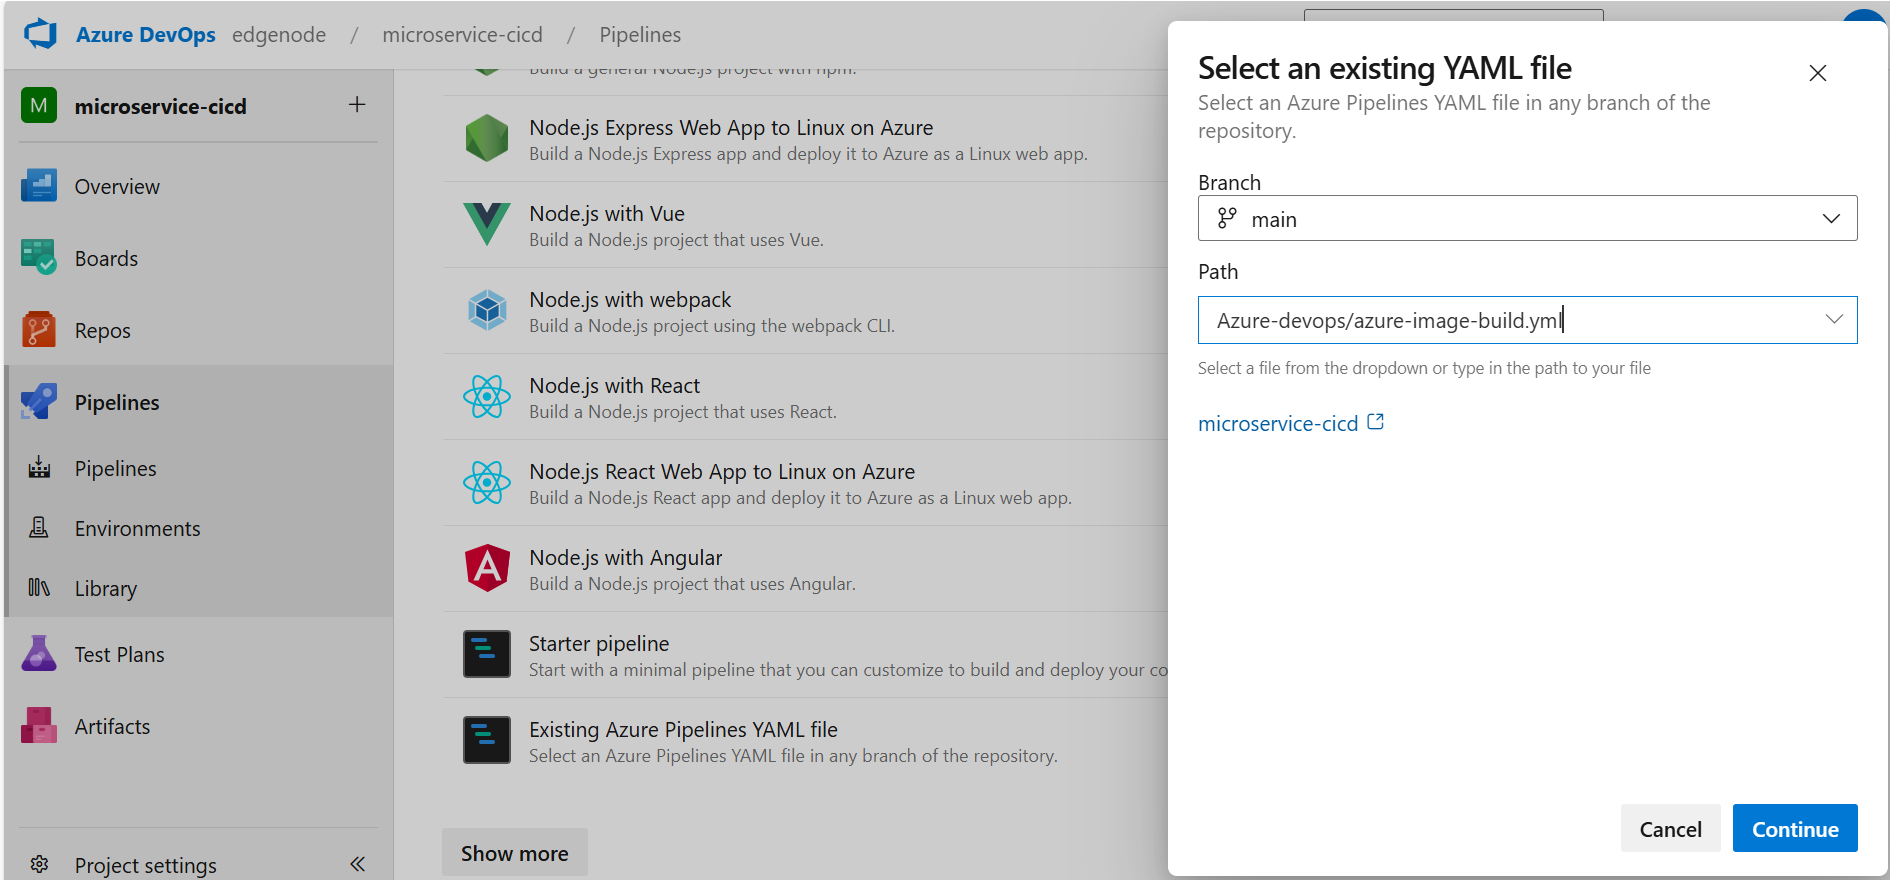 Azure DevOps edgenode / microservice-cicd / Pipelines
M microservice-cicd +
Overview
Boards
Repos
Pipelines
Pipelines
Environments
Library
Test Plans
Artifacts
Project settings
Build a general Node.js project with npm.
Node.js Express Web App to Linux on Azure
Build a Node.js Express app and deploy it to Azure as a Linux web app.
Node.js with Vue
Build a Node.js project that uses Vue.
Node.js with webpack
Build a Node.js project using the webpack CLI.
Node.js with React
Build a Node.js project that uses React.
Node.js React Web App to Linux on Azure
Build a Node.js React app and deploy it to Azure as a Linux web app.
Node.js with Angular
Build a Node.js project that uses Angular.
Starter pipeline
Start with a minimal pipeline that you can customize to build and deploy your co
Existing Azure Pipelines YAML file
Select an Azure Pipelines YAML file in any branch of the repository.
Show more
Select an existing YAML file
Select an Azure Pipelines YAML file in any branch of the
repository.
Branch
main
Path
Azure-devops/azure-image-build.yml
Select a file from the dropdown or type in the path to your file
microservice-cicd
Cancel
Continue